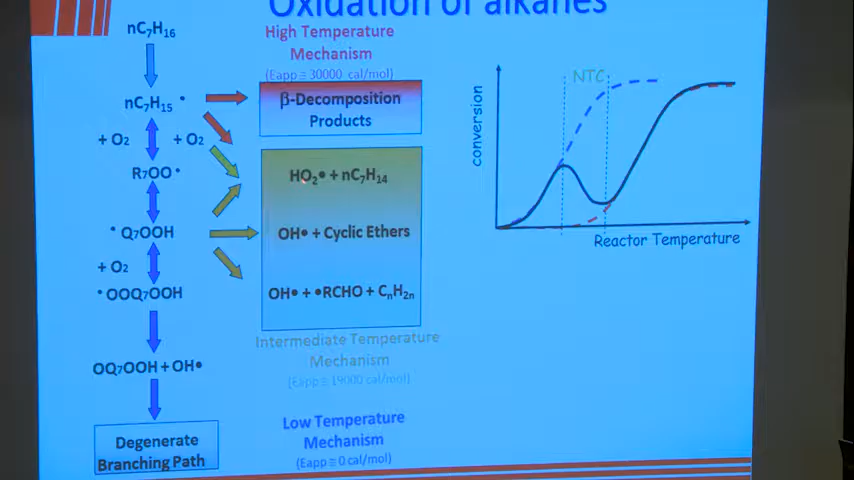 Oxidation of alkanes
nC₇H₁₆
High Temperature
Mechanism
(Eapp ≅ 30000 cal/mol)
nC₇H₁₅ •
β-Decomposition
Products
+ O₂
+ O₂
R₇OO •
HO₂• + nC₇H₁₄
• Q₇OOH
OH• + Cyclic Ethers
+ O₂
• OOQ₇OOH
OH• + •RCHO + CₙH₂ₙ
Intermediate Temperature
Mechanism
(Eapp ≅ 19000 cal/mol)
OQ₇OOH + OH•
Low Temperature
Mechanism
(Eapp ≅ 0 cal/mol)
Degenerate
Branching Path
NTC
conversion
Reactor Temperature